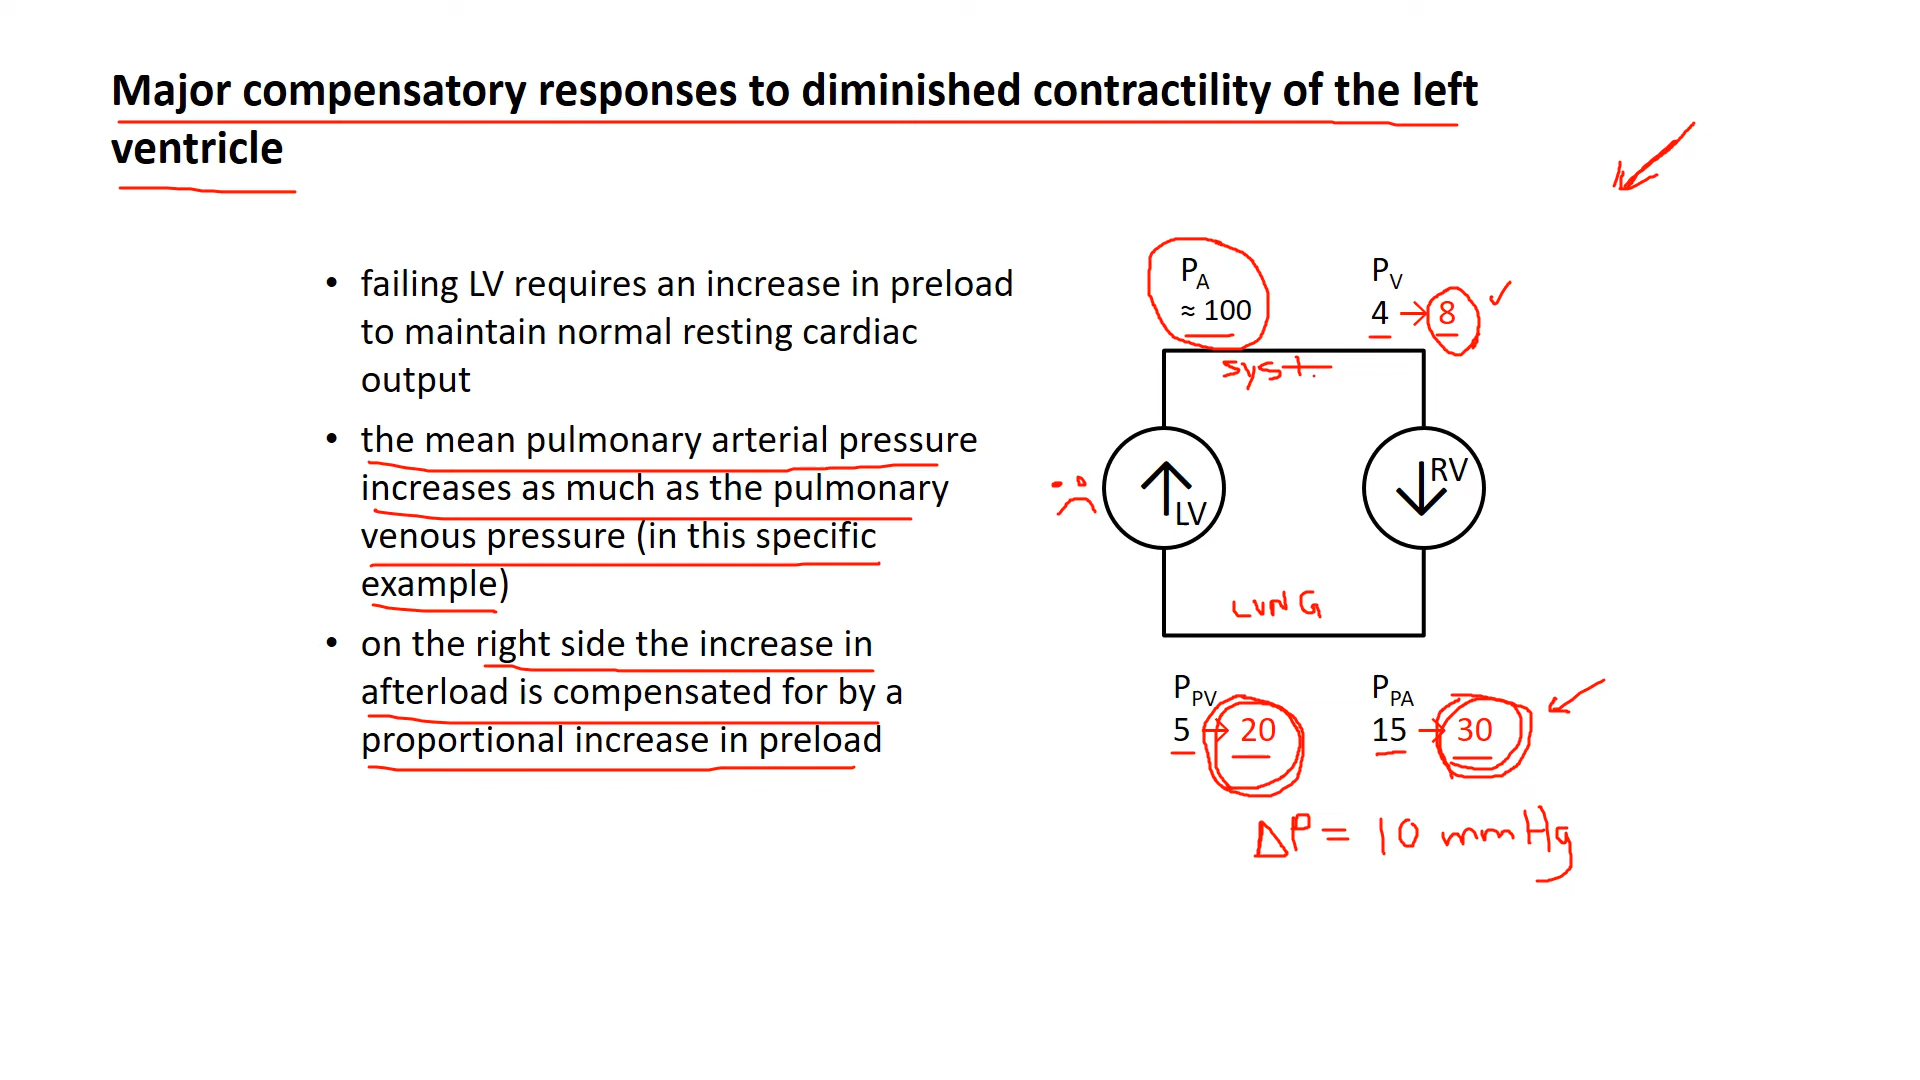 Major compensatory responses to diminished contractility of the left
ventricle
• failing LV requires an increase in preload
to maintain normal resting cardiac
output
• the mean pulmonary arterial pressure
increases as much as the pulmonary
venous pressure (in this specific
example)
• on the right side the increase in
afterload is compensated for by a
proportional increase in preload
PA PV
≈ 100 4 → 8
syst.
RV
LV
LUNG
PPV PPA
5 → 20 15 → 30
ΔP = 10 mmHg